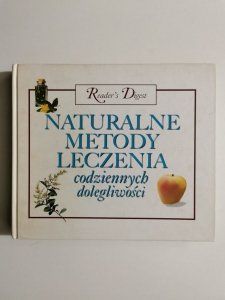 Reader's Digest
NATURALNE
METODY
LECZENIA
codziennych
dolegliwości